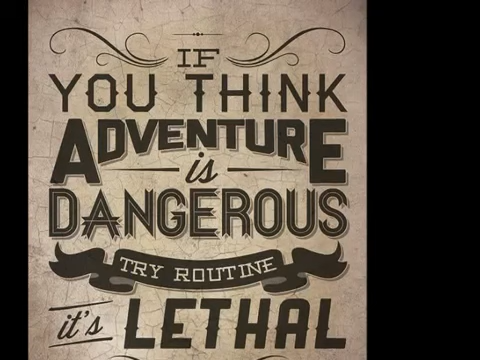 IF
YOU THINK
ADVENTURE
is
DANGEROUS
TRY ROUTINE
it's LETHAL